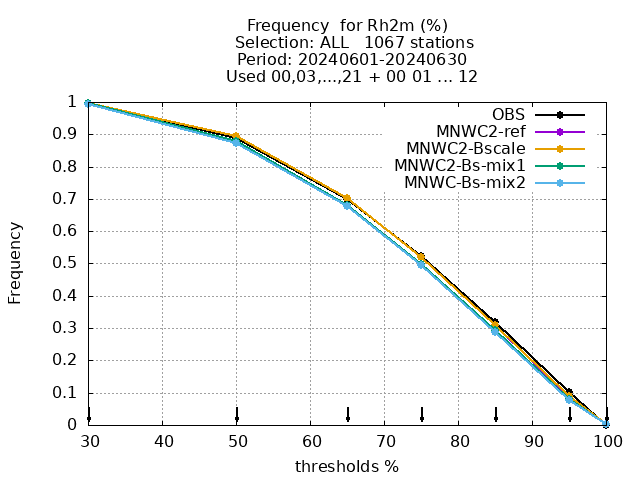 Frequency  for Rh2m (%)
Selection: ALL   1067 stations
Period: 20240601-20240630
Used 00,03,...,21 + 00 01 ... 12
OBS
MNWC2-ref
MNWC2-Bscale
MNWC2-Bs-mix1
MNWC-Bs-mix2
Frequency
1
0.9
0.8
0.7
0.6
0.5
0.4
0.3
0.2
0.1
0
30 40 50 60 70 80 90 100
thresholds %